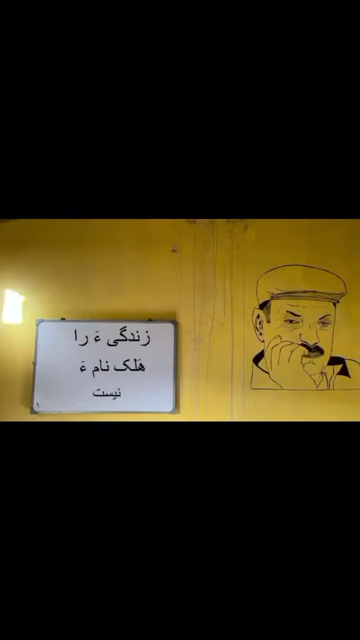 زندگی ءَ را
هَلک نام ءَ
نیست